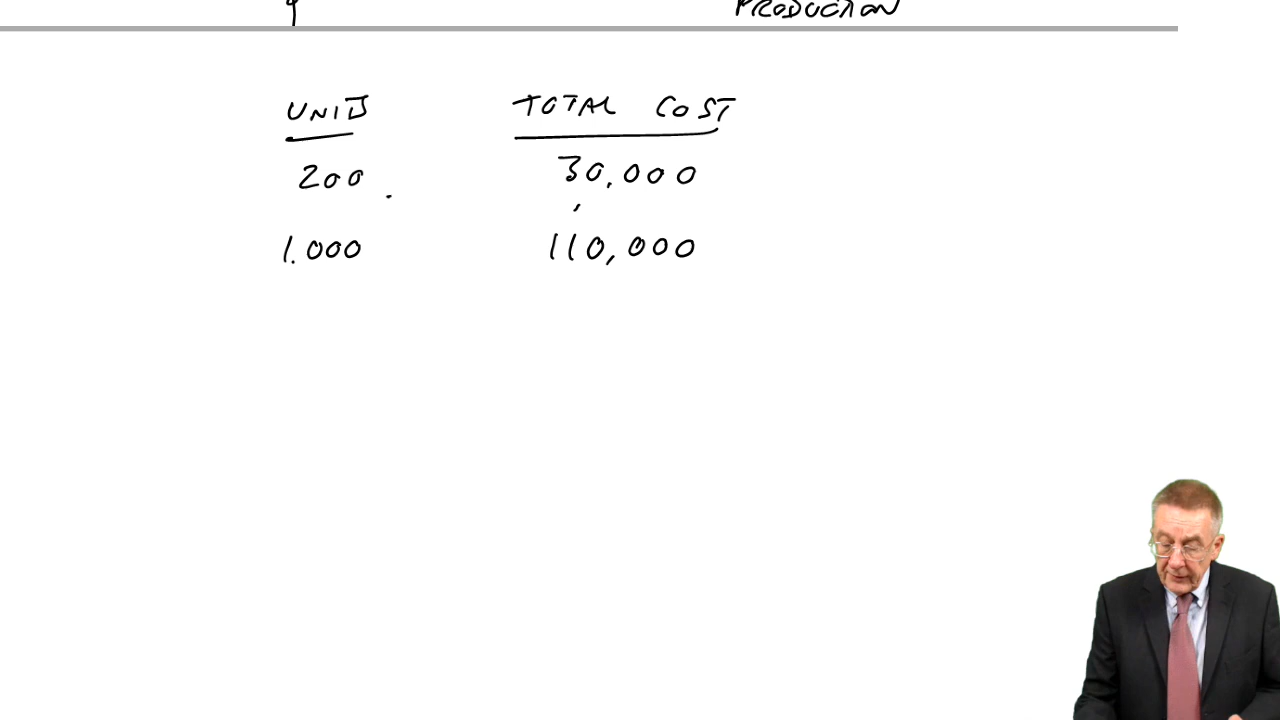 PRODUCTION
UNITS TOTAL COST
200 30,000
1.000 110,000